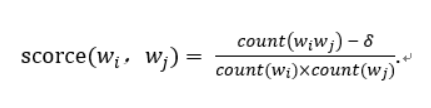 scorce(wᵢ， wⱼ) = (count(wᵢwⱼ) − δ) / (count(wᵢ)×count(wⱼ)).↵